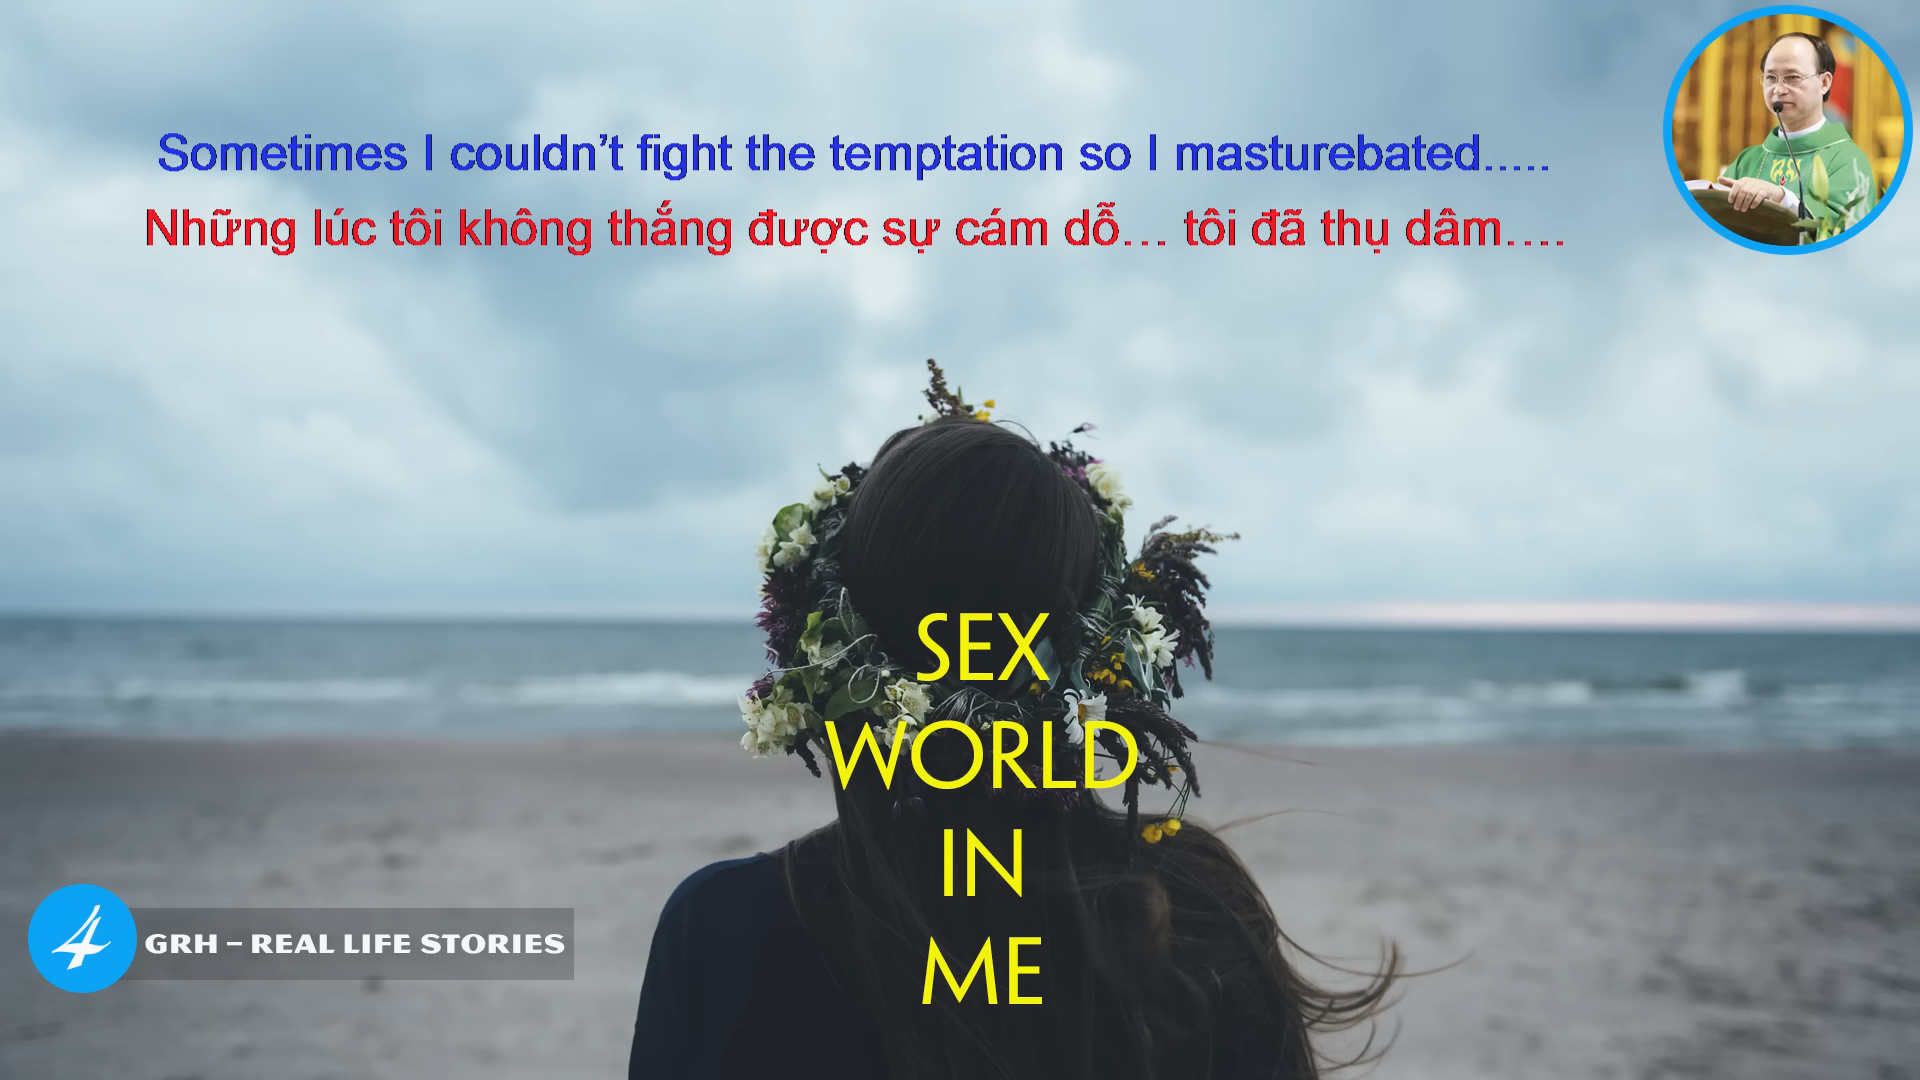 Sometimes I couldn’t fight the temptation so I masturebated.....
Những lúc tôi không thắng được sự cám dỗ… tôi đã thụ dâm….
SEX
WORLD
IN
ME
4 GRH – REAL LIFE STORIES